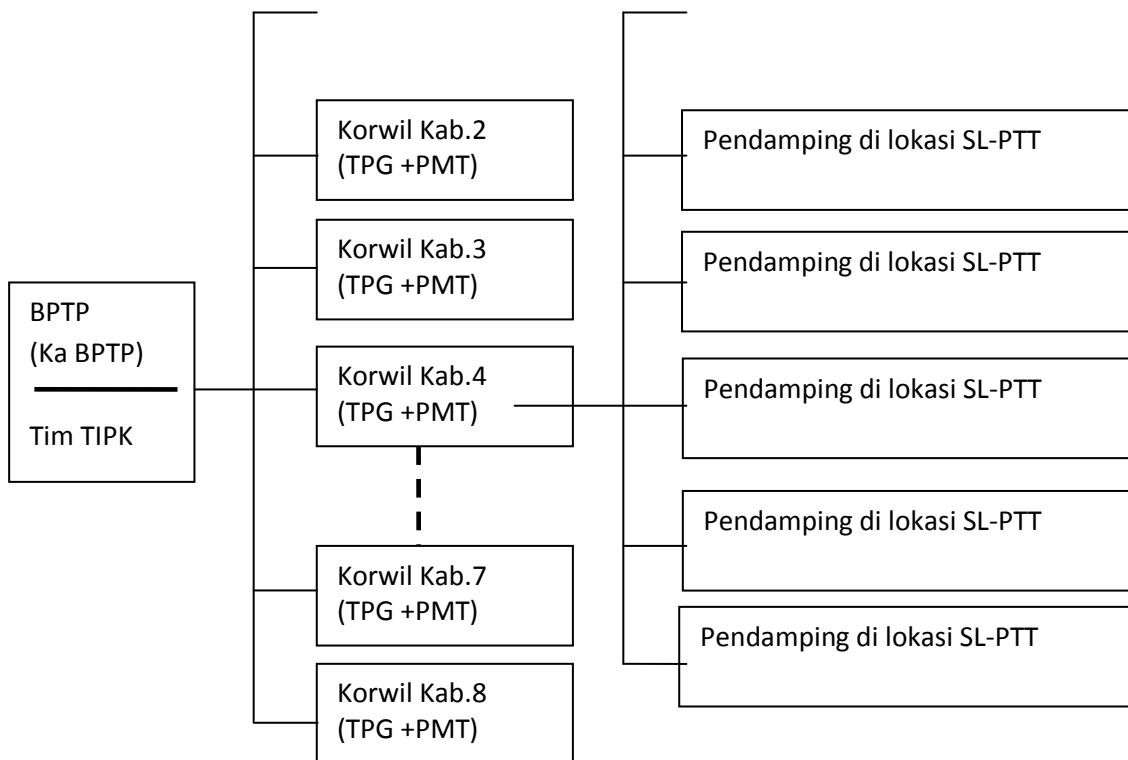 BPTP
(Ka BPTP)
Tim TIPK
Korwil Kab.2
(TPG +PMT)
Korwil Kab.3
(TPG +PMT)
Korwil Kab.4
(TPG +PMT)
Korwil Kab.7
(TPG +PMT)
Korwil Kab.8
(TPG +PMT)
Pendamping di lokasi SL-PTT
Pendamping di lokasi SL-PTT
Pendamping di lokasi SL-PTT
Pendamping di lokasi SL-PTT
Pendamping di lokasi SL-PTT